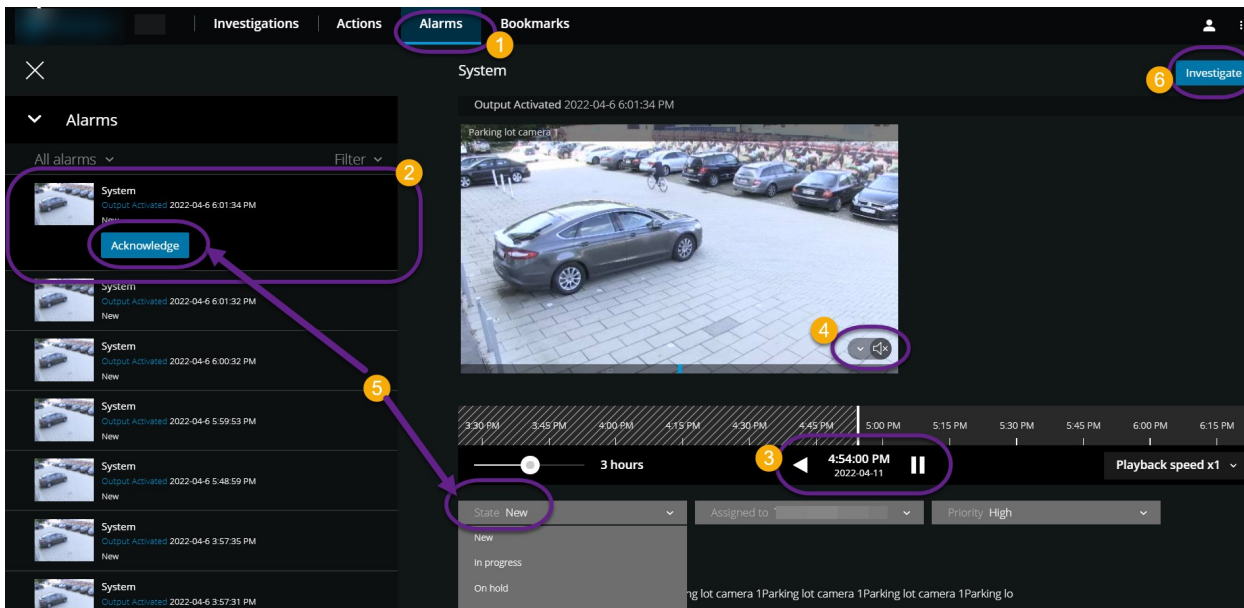 Investigations Actions Alarms Bookmarks
1
System
Investigate
6
Output Activated 2022-04-6 6:01:34 PM
Alarms
Parking lot camera 1
All alarms Filter
2
System
Output Activated 2022-04-6 6:01:34 PM
New
Acknowledge
System
Output Activated 2022-04-6 6:01:32 PM
New
4
System
Output Activated 2022-04-6 6:00:32 PM
New
5
System
Output Activated 2022-04-6 5:59:53 PM
New
System
Output Activated 2022-04-6 5:48:59 PM
New
System
Output Activated 2022-04-6 3:57:35 PM
New
System
Output Activated 2022-04-6 3:57:31 PM
3:30 PM 3:45 PM 4:00 PM 4:15 PM 4:30 PM 4:45 PM 5:00 PM 5:15 PM 5:30 PM 5:45 PM 6:00 PM 6:15 PM
3 hours
3
4:54:00 PM
2022-04-11
Playback speed x1
State New
Assigned to
Priority High
New
In progress
On hold
lot camera 1Parking lot camera 1Parking lot camera 1Parking lo